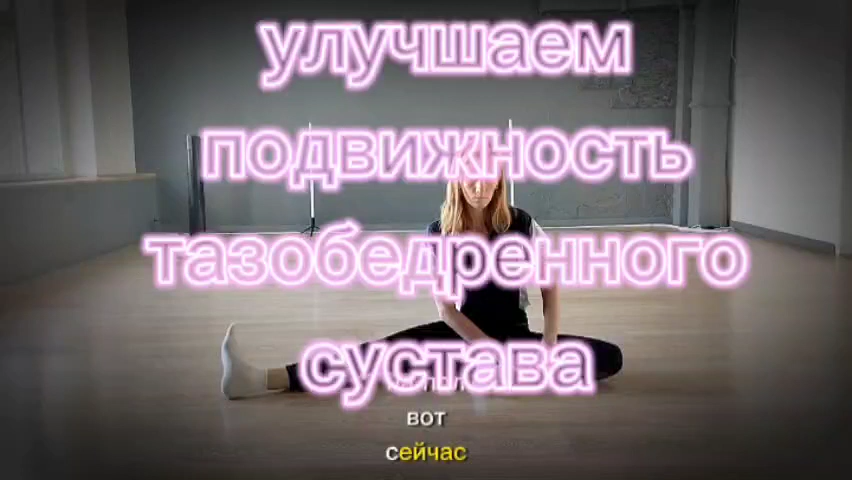 улучшаем
подвижность
тазобедренного
сустава
вот
сейчас